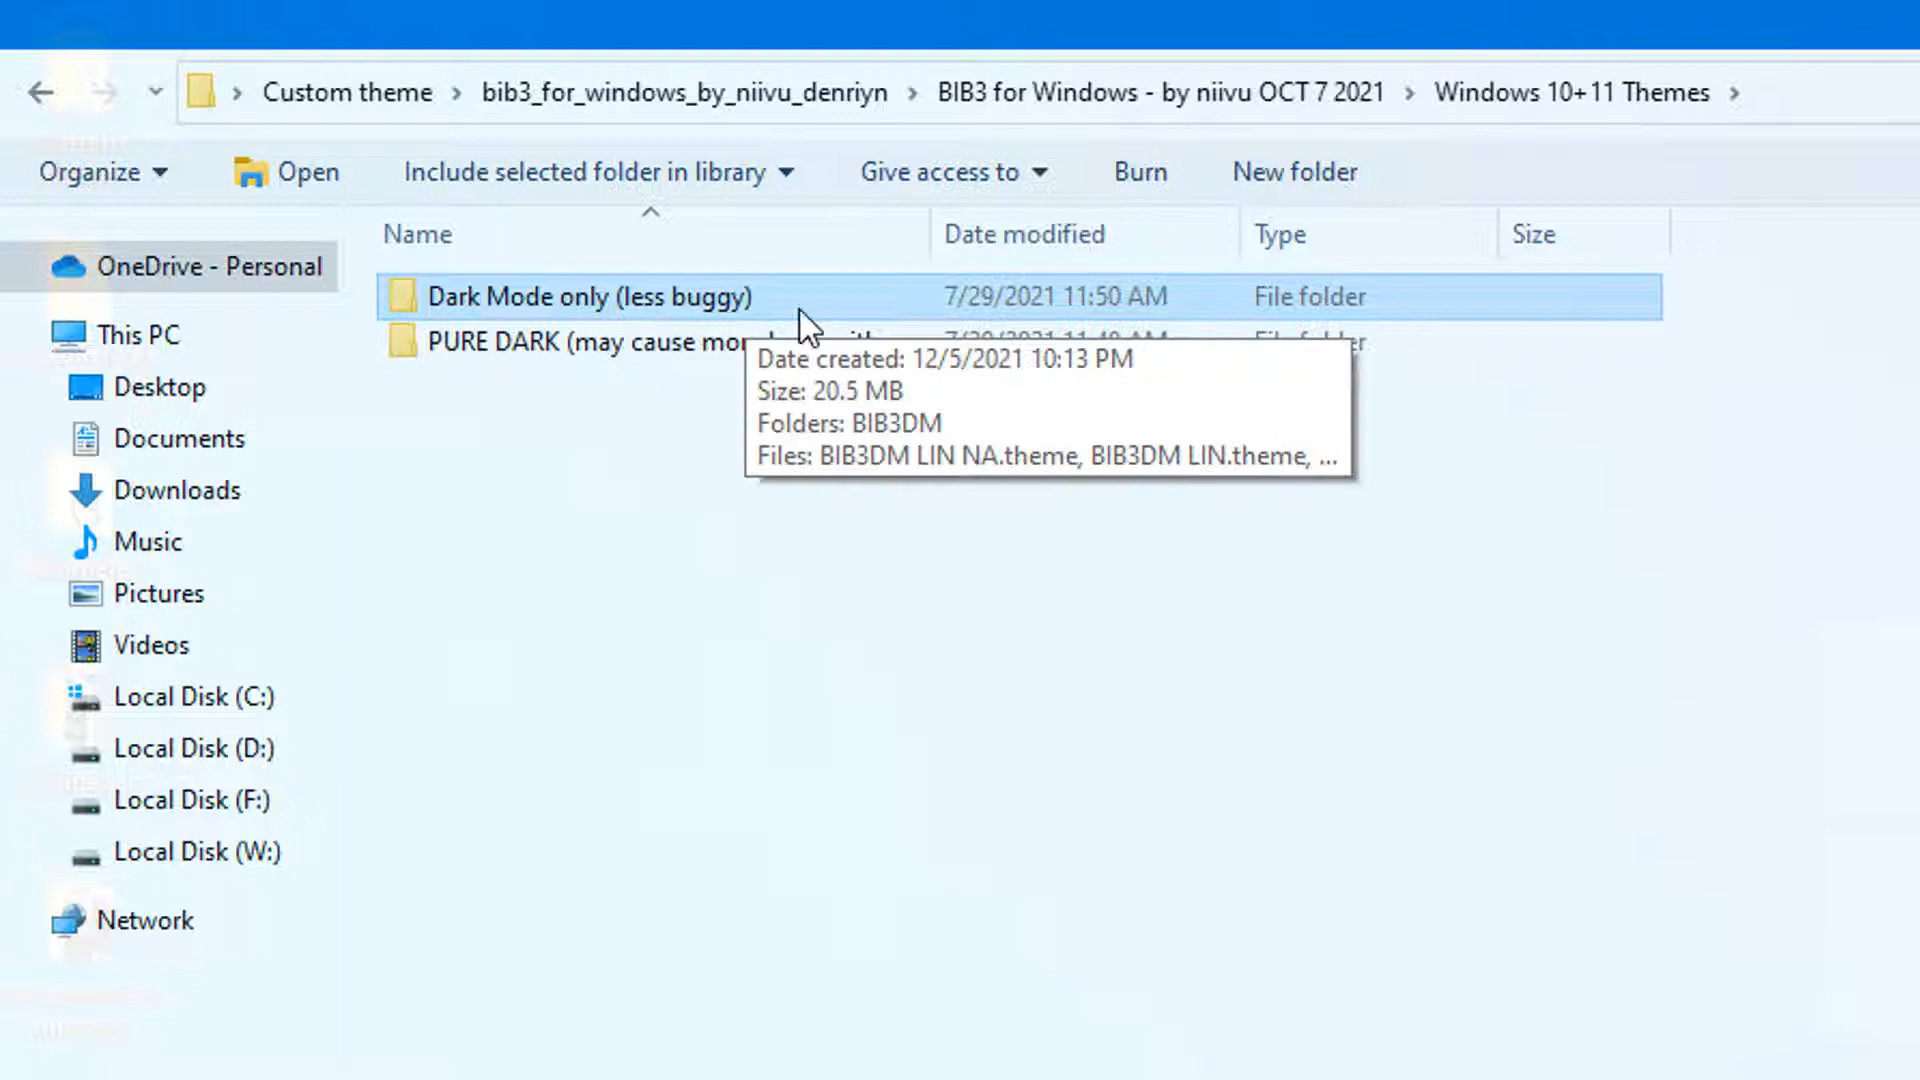 Custom theme bib3_for_windows_by_niivu_denriyn BIB3 for Windows - by niivu OCT 7 2021 Windows 10+11 Themes
Organize Open Include selected folder in library Give access to Burn New folder
Name Date modified Type Size
OneDrive - Personal
This PC
Desktop
Documents
Downloads
Music
Pictures
Videos
Local Disk (C:)
Local Disk (D:)
Local Disk (F:)
Local Disk (W:)
Network
Dark Mode only (less buggy) 7/29/2021 11:50 AM File folder
PURE DARK (may cause
Date created: 12/5/2021 10:13 PM
Size: 20.5 MB
Folders: BIB3DM
Files: BIB3DM LIN NA.theme, BIB3DM LIN.theme, ...